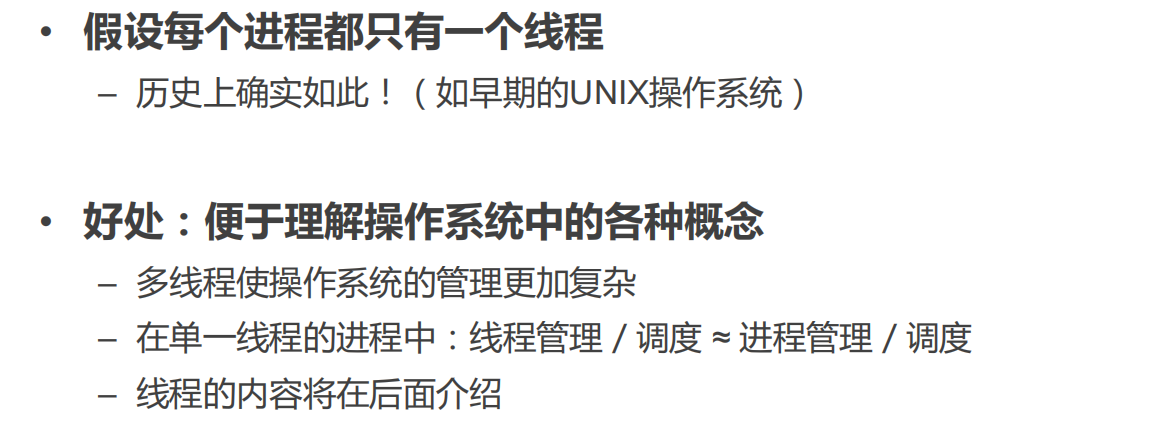 • 假设每个进程都只有一个线程
– 历史上确实如此！（如早期的UNIX操作系统）
• 好处：便于理解操作系统中的各种概念
– 多线程使操作系统的管理更加复杂
– 在单一线程的进程中：线程管理 / 调度 ≈ 进程管理 / 调度
– 线程的内容将在后面介绍